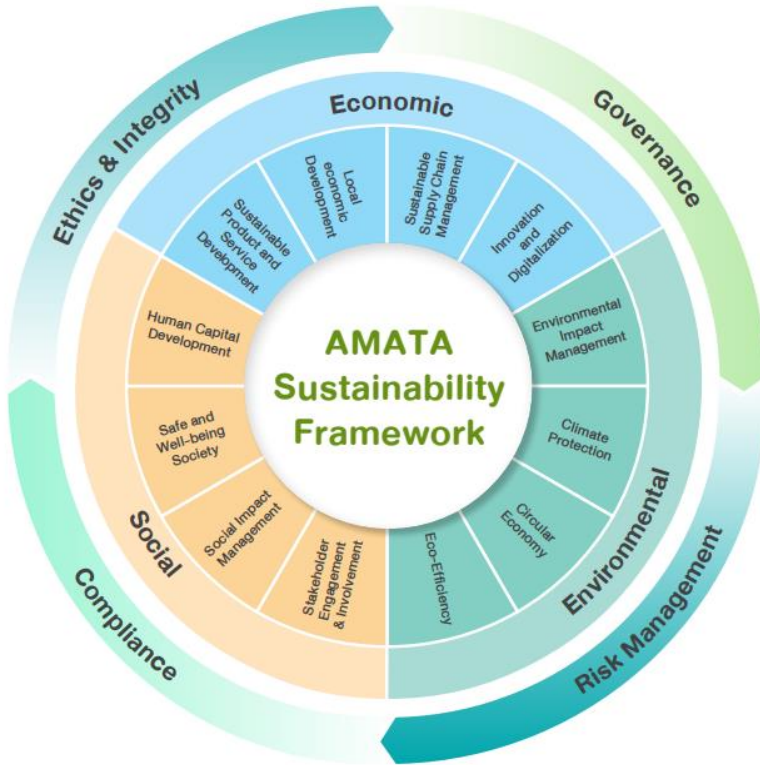 Ethics & Integrity
Governance
Risk Management
Compliance
Economic
Sustainable
Product and
Service
Development
Local
economic
Development
Sustainable
Supply Chain
Management
Innovation
and
Digitalization
Environmental
Environmental
Impact
Management
Climate
Protection
Circular
Economy
Eco-Efficiency
Social
Human Capital
Development
Safe and
Well-being
Society
Social Impact
Management
Stakeholder
Engagement
& Involvement
AMATA
Sustainability
Framework